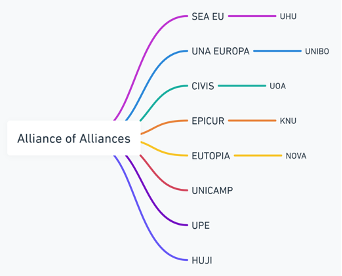 SEA EU UHU
UNA EUROPA UNIBO
CIVIS UOA
EPICUR KNU
Alliance of Alliances
EUTOPIA NOVA
UNICAMP
UPE
HUJI